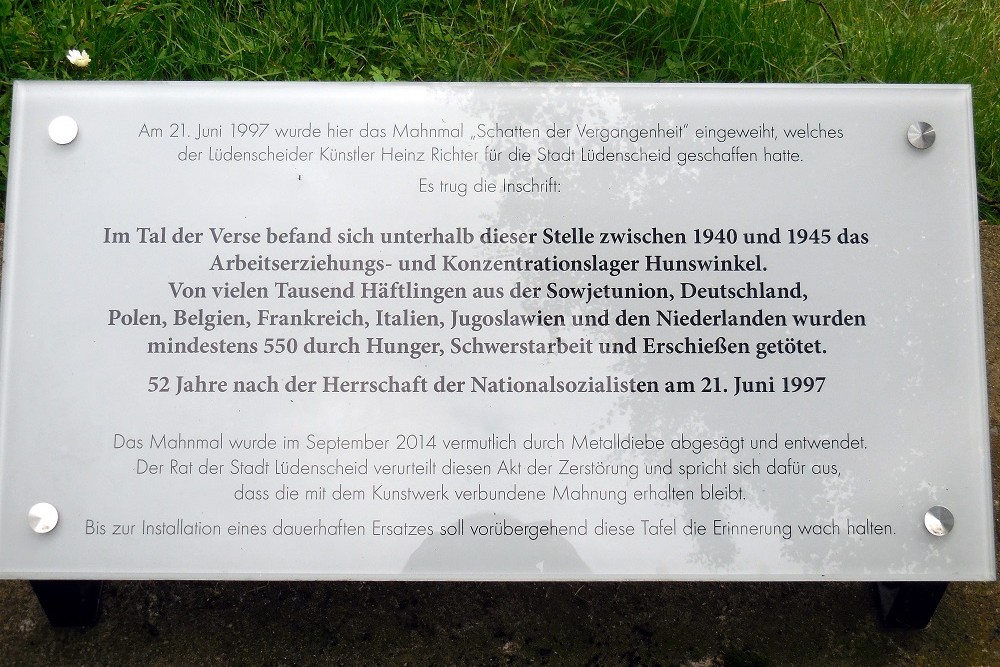 Am 21. Juni 1997 wurde hier das Mahnmal „Schatten der Vergangenheit“ eingeweiht, welches
der Lüdenscheider Künstler Heinz Richter für die Stadt Lüdenscheid geschaffen hatte.
Es trug die Inschrift:
Im Tal der Verse befand sich unterhalb dieser Stelle zwischen 1940 und 1945 das
Arbeitserziehungs- und Konzentrationslager Hunswinkel.
Von vielen Tausend Häftlingen aus der Sowjetunion, Deutschland,
Polen, Belgien, Frankreich, Italien, Jugoslawien und den Niederlanden wurden
mindestens 550 durch Hunger, Schwerstarbeit und Erschießen getötet.
52 Jahre nach der Herrschaft der Nationalsozialisten am 21. Juni 1997
Das Mahnmal wurde im September 2014 vermutlich durch Metalldiebe abgesägt und entwendet.
Der Rat der Stadt Lüdenscheid verurteilt diesen Akt der Zerstörung und spricht sich dafür aus,
dass die mit dem Kunstwerk verbundene Mahnung erhalten bleibt.
Bis zur Installation eines dauerhaften Ersatzes soll vorübergehend diese Tafel die Erinnerung wach halten.